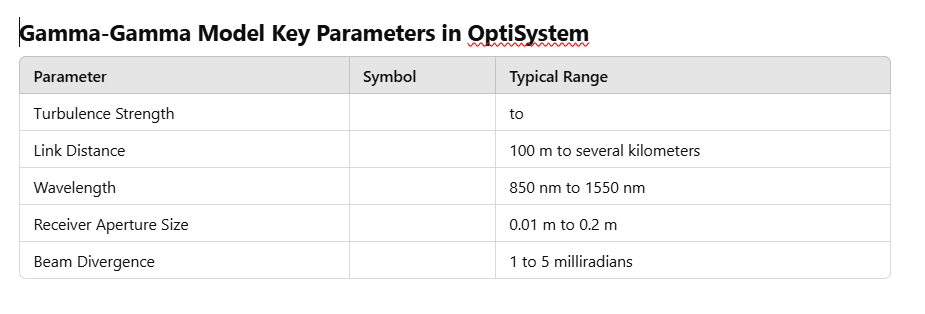 Gamma-Gamma Model Key Parameters in OptiSystem
Parameter Symbol Typical Range
Turbulence Strength to
Link Distance 100 m to several kilometers
Wavelength 850 nm to 1550 nm
Receiver Aperture Size 0.01 m to 0.2 m
Beam Divergence 1 to 5 milliradians